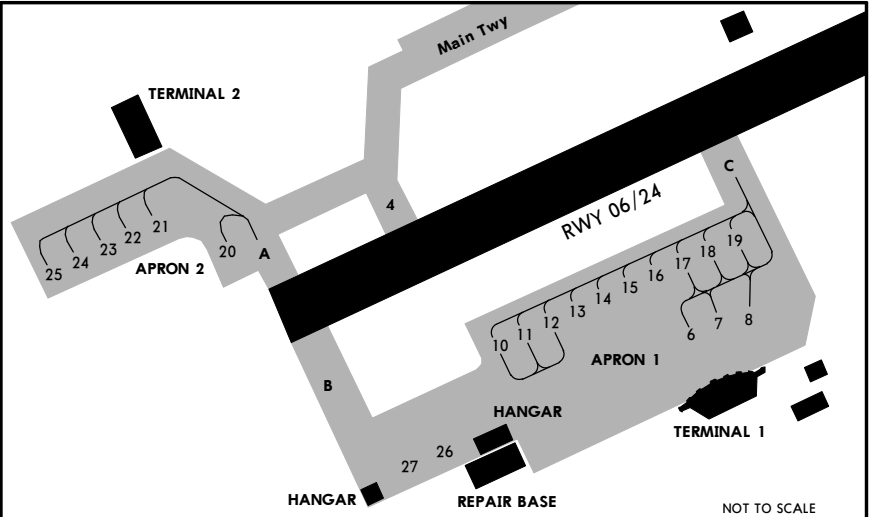 Main Twy
TERMINAL 2
C
4
RWY 06/24
21
22
23
24
25
20
A
APRON 2
19
18
17
16
15
14
13
12
11
10
8
7
6
APRON 1
B
HANGAR
TERMINAL 1
26
27
HANGAR
REPAIR BASE
NOT TO SCALE